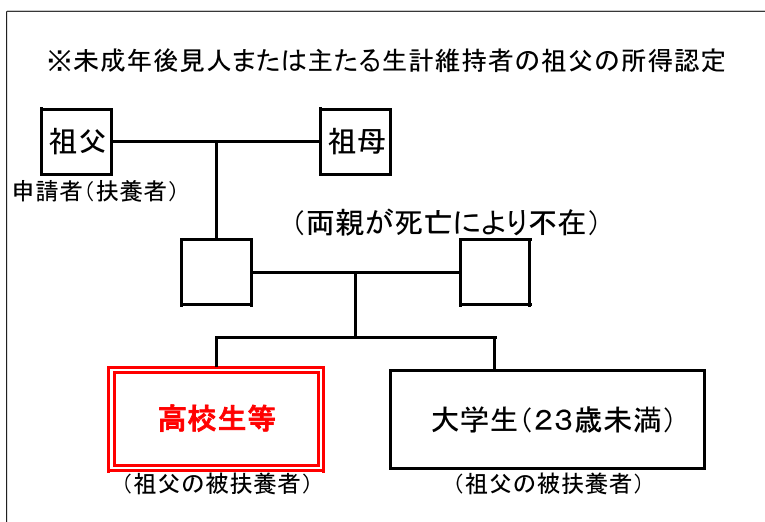 ※未成年後見人または主たる生計維持者の祖父の所得認定
祖父
祖母
申請者（扶養者）
（両親が死亡により不在）
高校生等
大学生（２３歳未満）
（祖父の被扶養者）
（祖父の被扶養者）